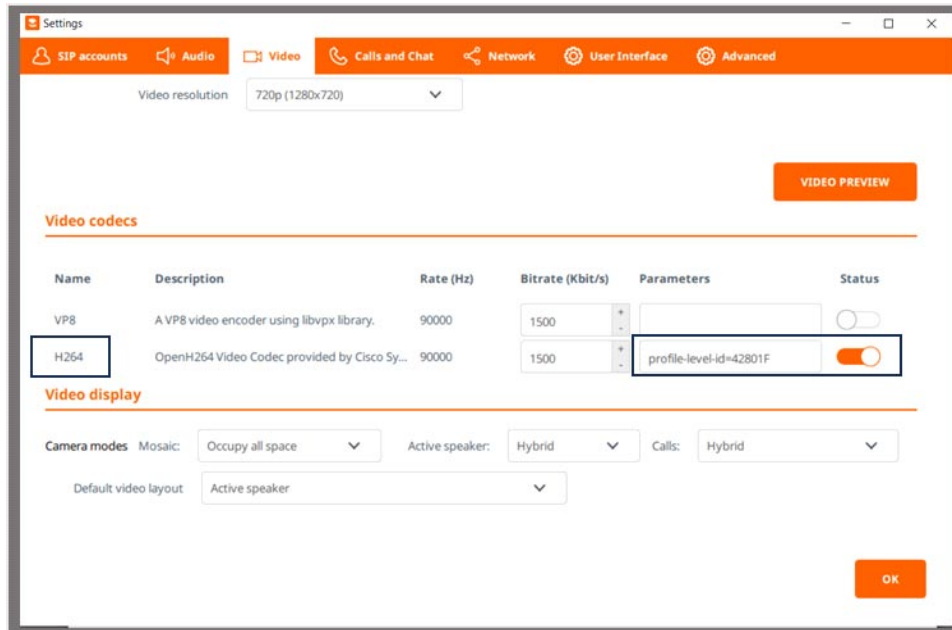 Settings
SIP accounts Audio Video Calls and Chat Network User Interface Advanced
Video resolution 720p (1280x720)
VIDEO PREVIEW
Video codecs
Name Description Rate (Hz) Bitrate (Kbit/s) Parameters Status
VP8 A VP8 video encoder using libvpx library. 90000 1500 + -
H264 OpenH264 Video Codec provided by Cisco Sy... 90000 1500 + - profile-level-id=42801F
Video display
Camera modes Mosaic: Occupy all space Active speaker: Hybrid Calls: Hybrid
Default video layout Active speaker
OK